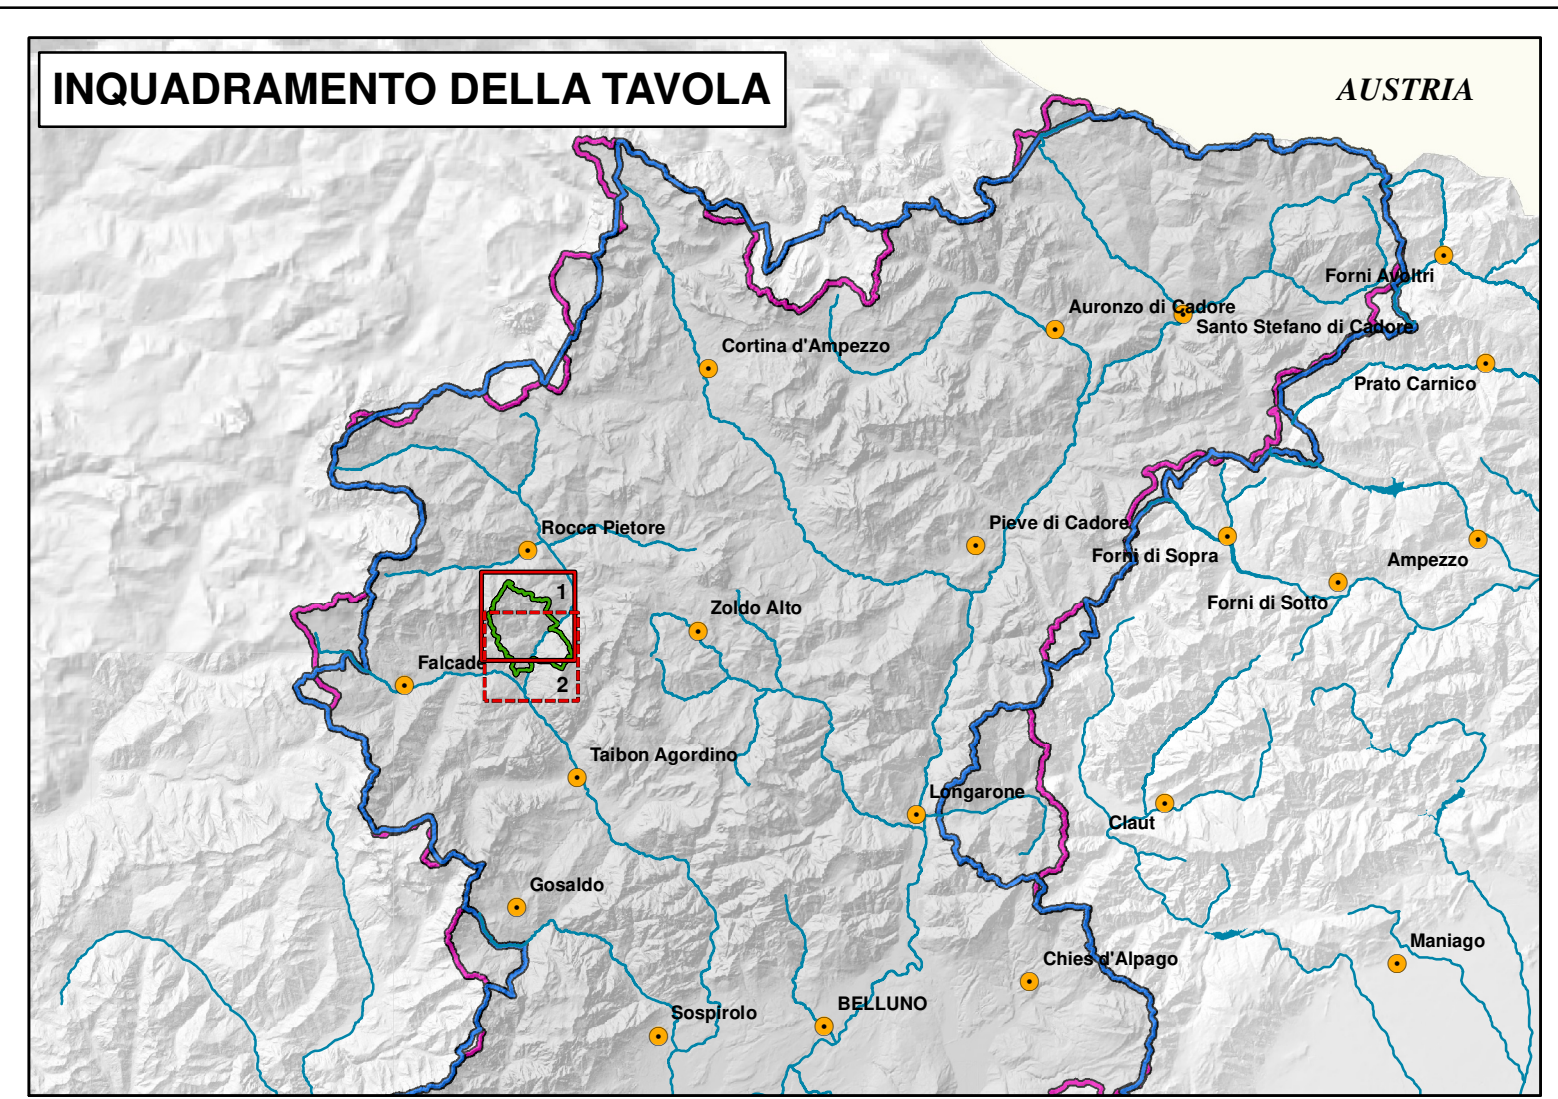 INQUADRAMENTO DELLA TAVOLA
AUSTRIA
Forni Avoltri
Auronzo di Cadore
Santo Stefano di Cadore
Cortina d'Ampezzo
Prato Carnico
Rocca Pietore
Pieve di Cadore
Forni di Sopra
Ampezzo
1
Zoldo Alto
Forni di Sotto
Falcade
2
Taibon Agordino
Longarone
Claut
Gosaldo
Maniago
Chies d'Alpago
BELLUNO
Sospirolo